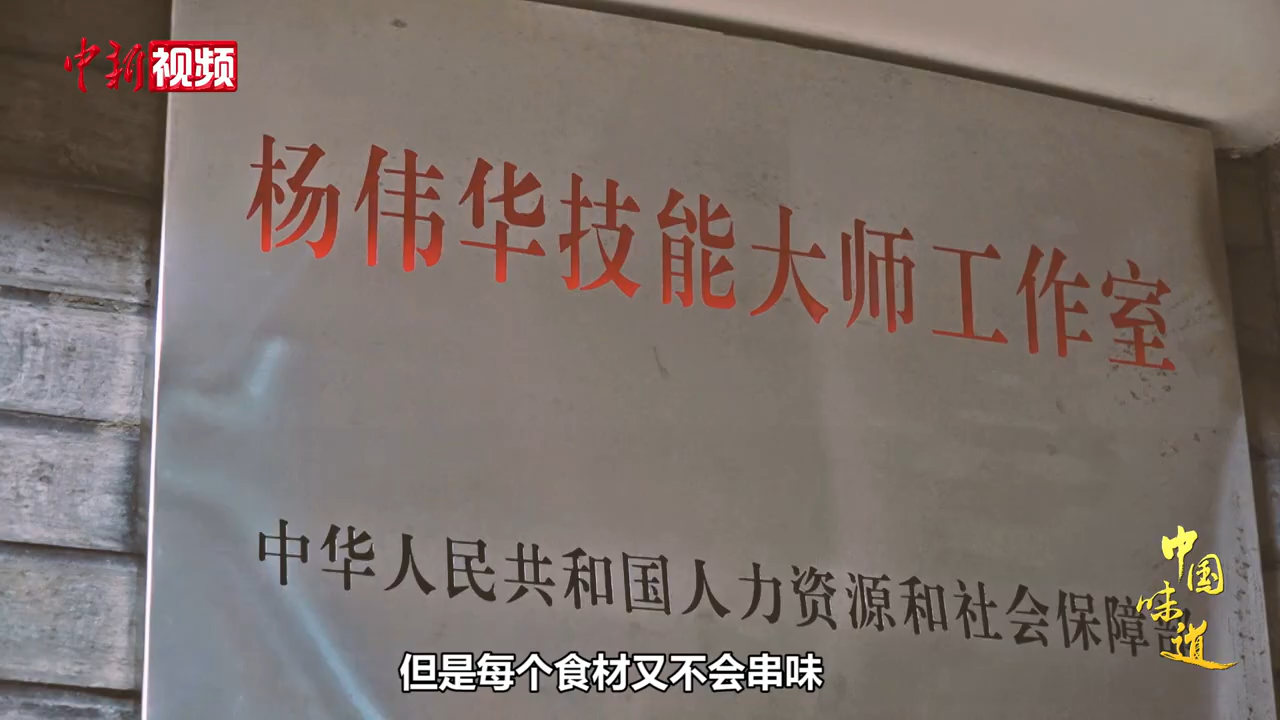 中新视频
杨伟华技能大师工作室
中华人民共和国人力资源和社会保障部
中国味道
但是每个食材又不会串味